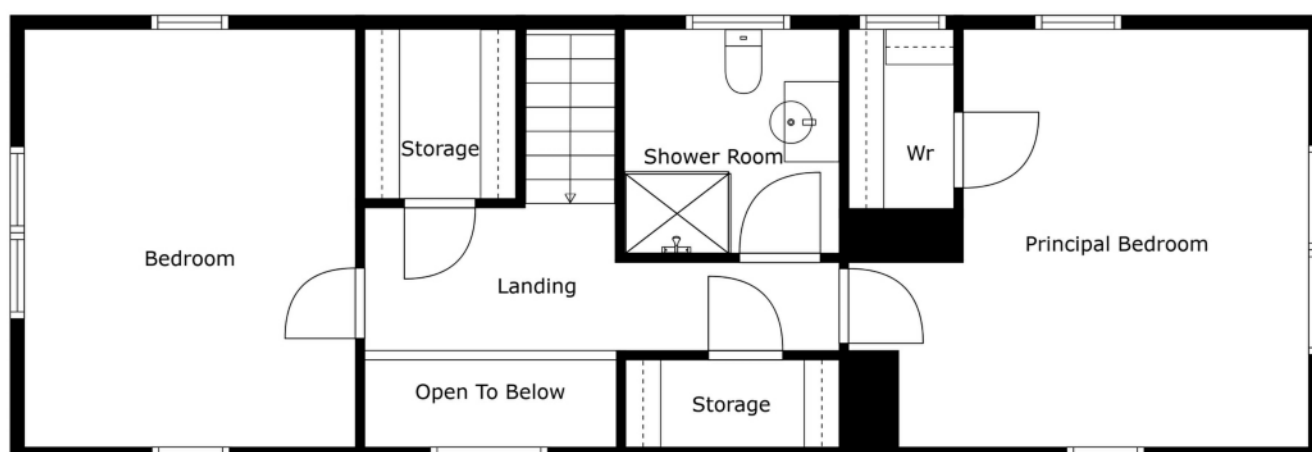 Storage
Shower Room
Wr
Bedroom
Principal Bedroom
Landing
Open To Below
Storage